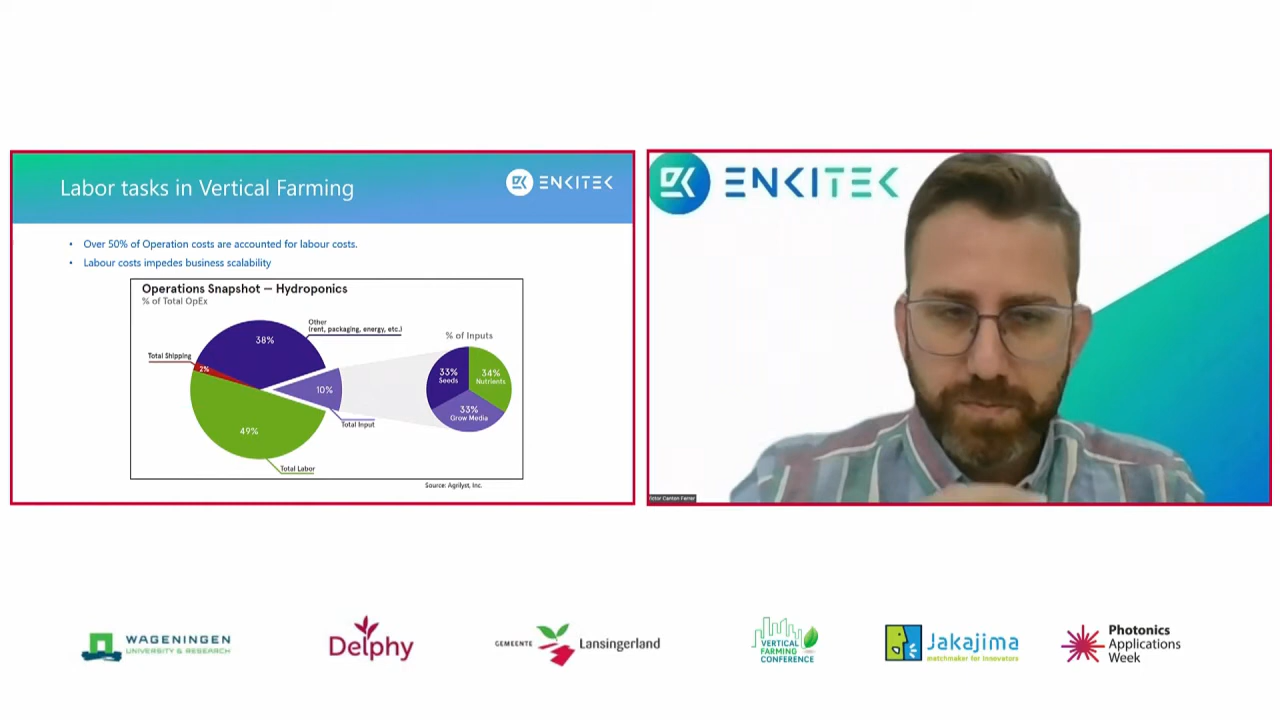 Labor tasks in Vertical Farming
ENKITEK
• Over 50% of Operation costs are accounted for labour costs.
• Labour costs impedes business scalability
Operations Snapshot — Hydroponics
% of Total OpEx
Other
(rent, packaging, energy, etc.)
38%
Total Shipping
2%
10%
Total Input
49%
Total Labor
% of Inputs
33%
Seeds
34%
Nutrients
33%
Grow Media
Source: Agrilyst, Inc.
ENKITEK
Canton Ferrer
WAGENINGEN
UNIVERSITY & RESEARCH
Delphy
GEMEENTE Lansingerland
VERTICAL
FARMING
CONFERENCE
Jakajima
matchmaker for innovators
Photonics
Applications
Week